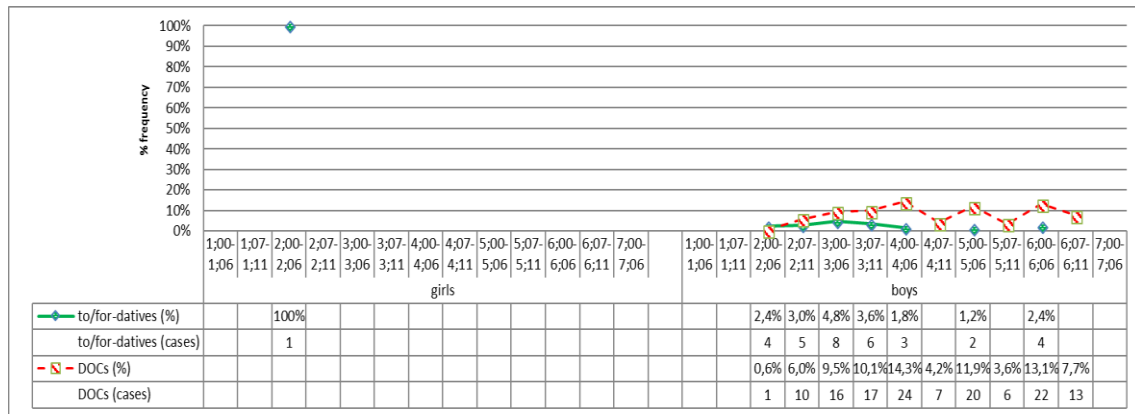 100%
90%
80%
70%
60%
50%
40%
30%
20%
10%
0%
% frequency
1;00- 1;07- 2;00- 2;07- 3;00- 3;07- 4;00- 4;07- 5;00- 5;07- 6;00- 6;07- 7;00- 1;00- 1;07- 2;00- 2;07- 3;00- 3;07- 4;00- 4;07- 5;00- 5;07- 6;00- 6;07- 7;00-
1;06 1;11 2;06 2;11 3;06 3;11 4;06 4;11 5;06 5;11 6;06 6;11 7;06 1;06 1;11 2;06 2;11 3;06 3;11 4;06 4;11 5;06 5;11 6;06 6;11 7;06
girls boys
to/for-datives (%) 100% 2,4% 3,0% 4,8% 3,6% 1,8% 1,2% 2,4%
to/for-datives (cases) 1 4 5 8 6 3 2 4
DOCs (%) 0,6% 6,0% 9,5% 10,1% 14,3% 4,2% 11,9% 3,6% 13,1% 7,7%
DOCs (cases) 1 10 16 17 24 7 20 6 22 13